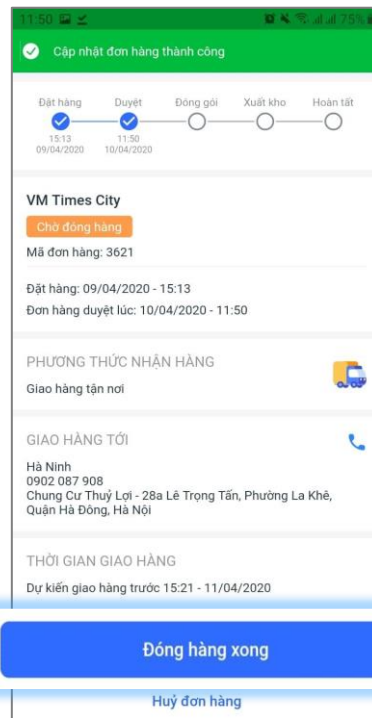 11:50 75%
Cập nhật đơn hàng thành công
Đặt hàng Duyệt Đóng gói Xuất kho Hoàn tất
15:13 11:50
09/04/2020 10/04/2020
VM Times City
Chờ đóng hàng
Mã đơn hàng: 3621
Đặt hàng: 09/04/2020 - 15:13
Đơn hàng duyệt lúc: 10/04/2020 - 11:50
PHƯƠNG THỨC NHẬN HÀNG
Giao hàng tận nơi
GIAO HÀNG TỚI
Hà Ninh
0902 087 908
Chung Cư Thuỷ Lợi - 28a Lê Trọng Tấn, Phường La Khê,
Quận Hà Đông, Hà Nội
THỜI GIAN GIAO HÀNG
Dự kiến giao hàng trước 15:21 - 11/04/2020
Đóng hàng xong
Huỷ đơn hàng